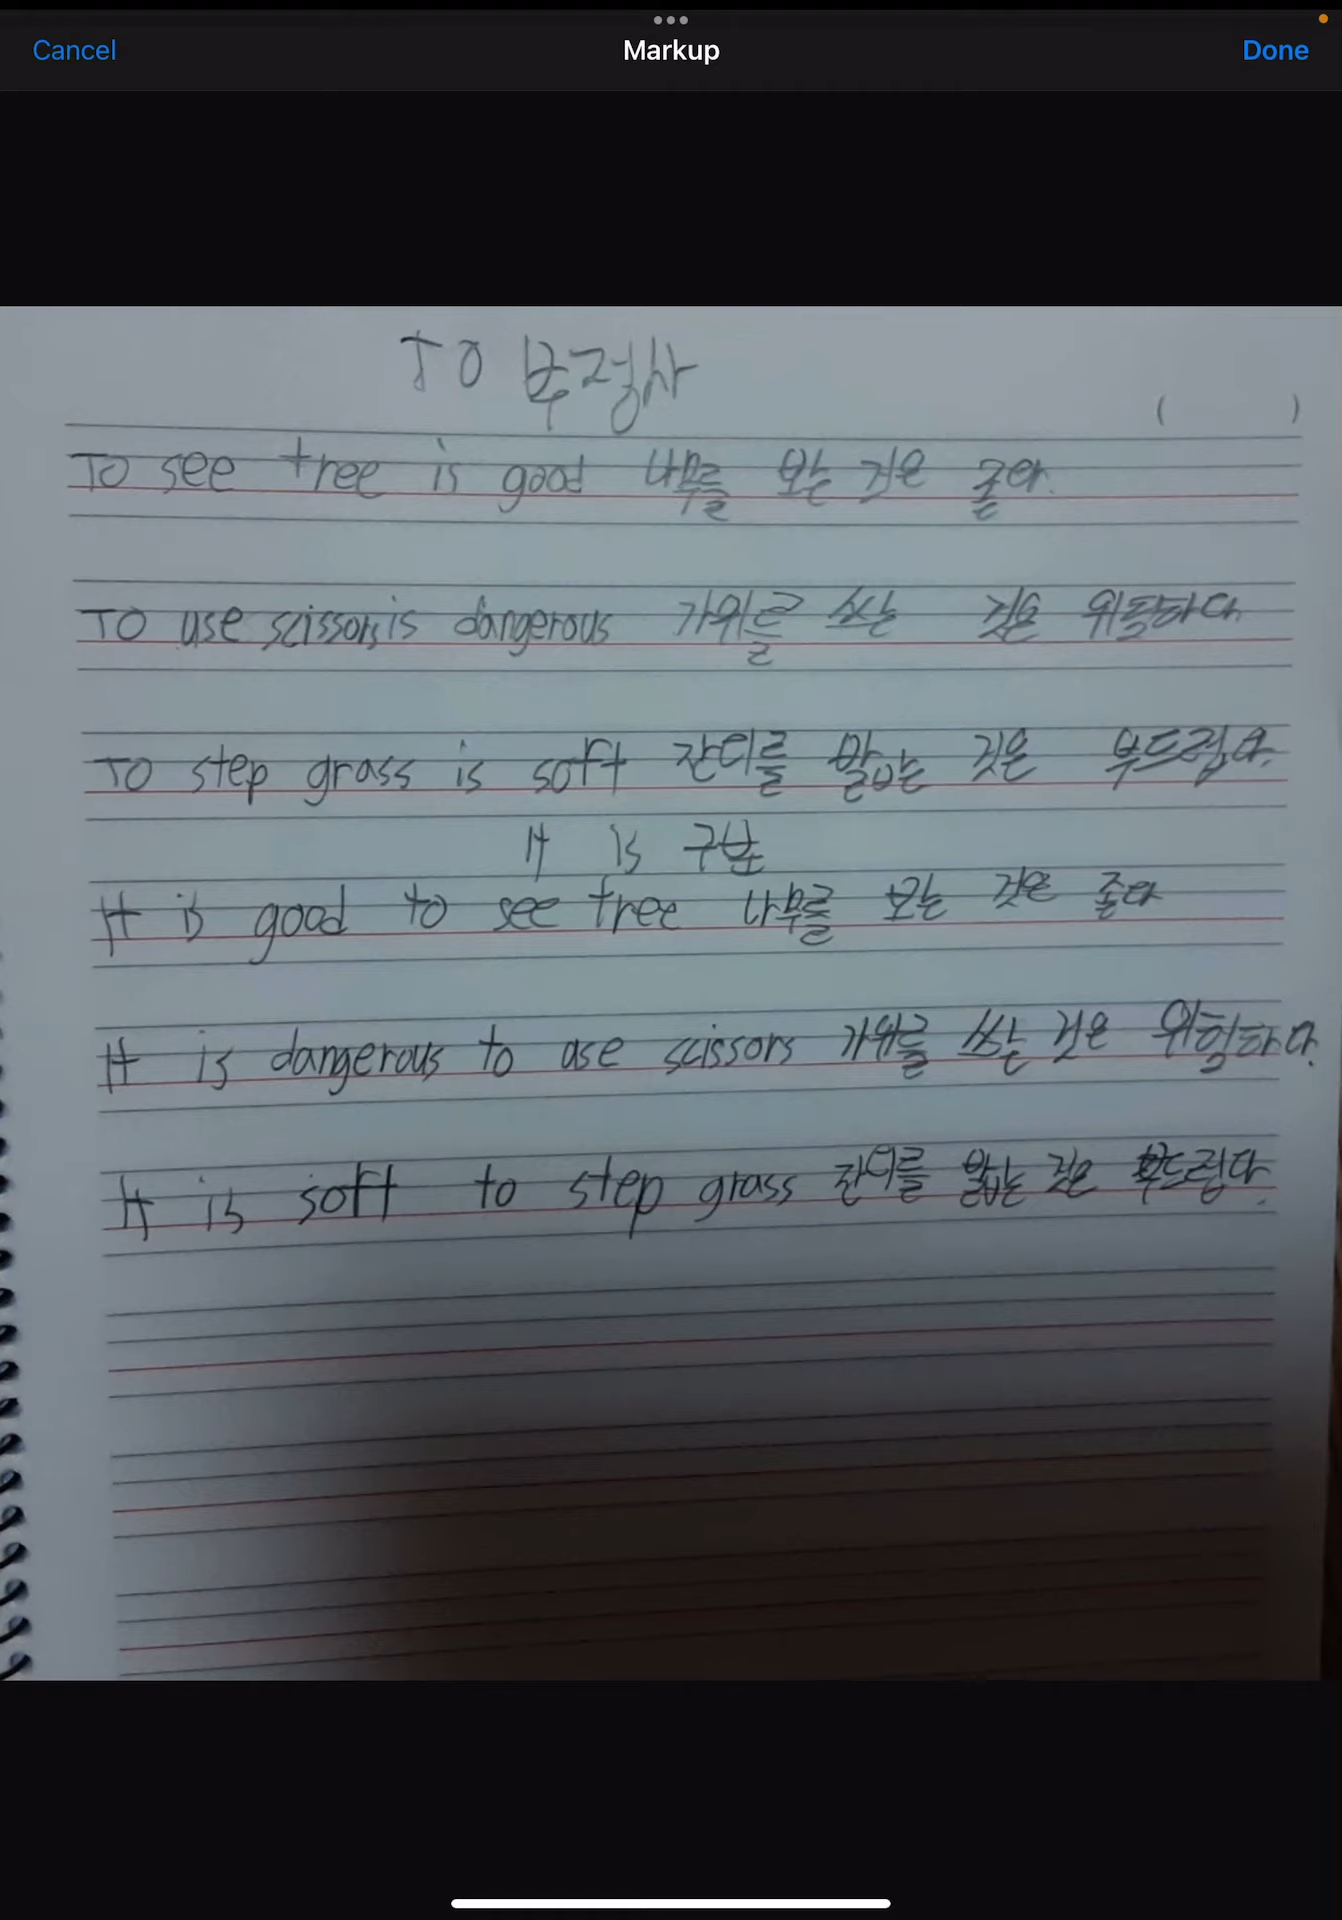 Cancel
Markup
Done
TO 부정사
( )
TO see tree is good 나무를 보는 것은 좋다.
TO use scissors is dangerous 가위를 쓰는 것은 위험하다.
TO step grass is soft 잔디를 밟는 것은 부드럽다.
It is 구문
It is good to see tree 나무를 보는 것은 좋다
It is dangerous to use scissors 가위를 쓰는 것은 위험하다.
It is soft to step grass 잔디를 밟는 것은 부드럽다.